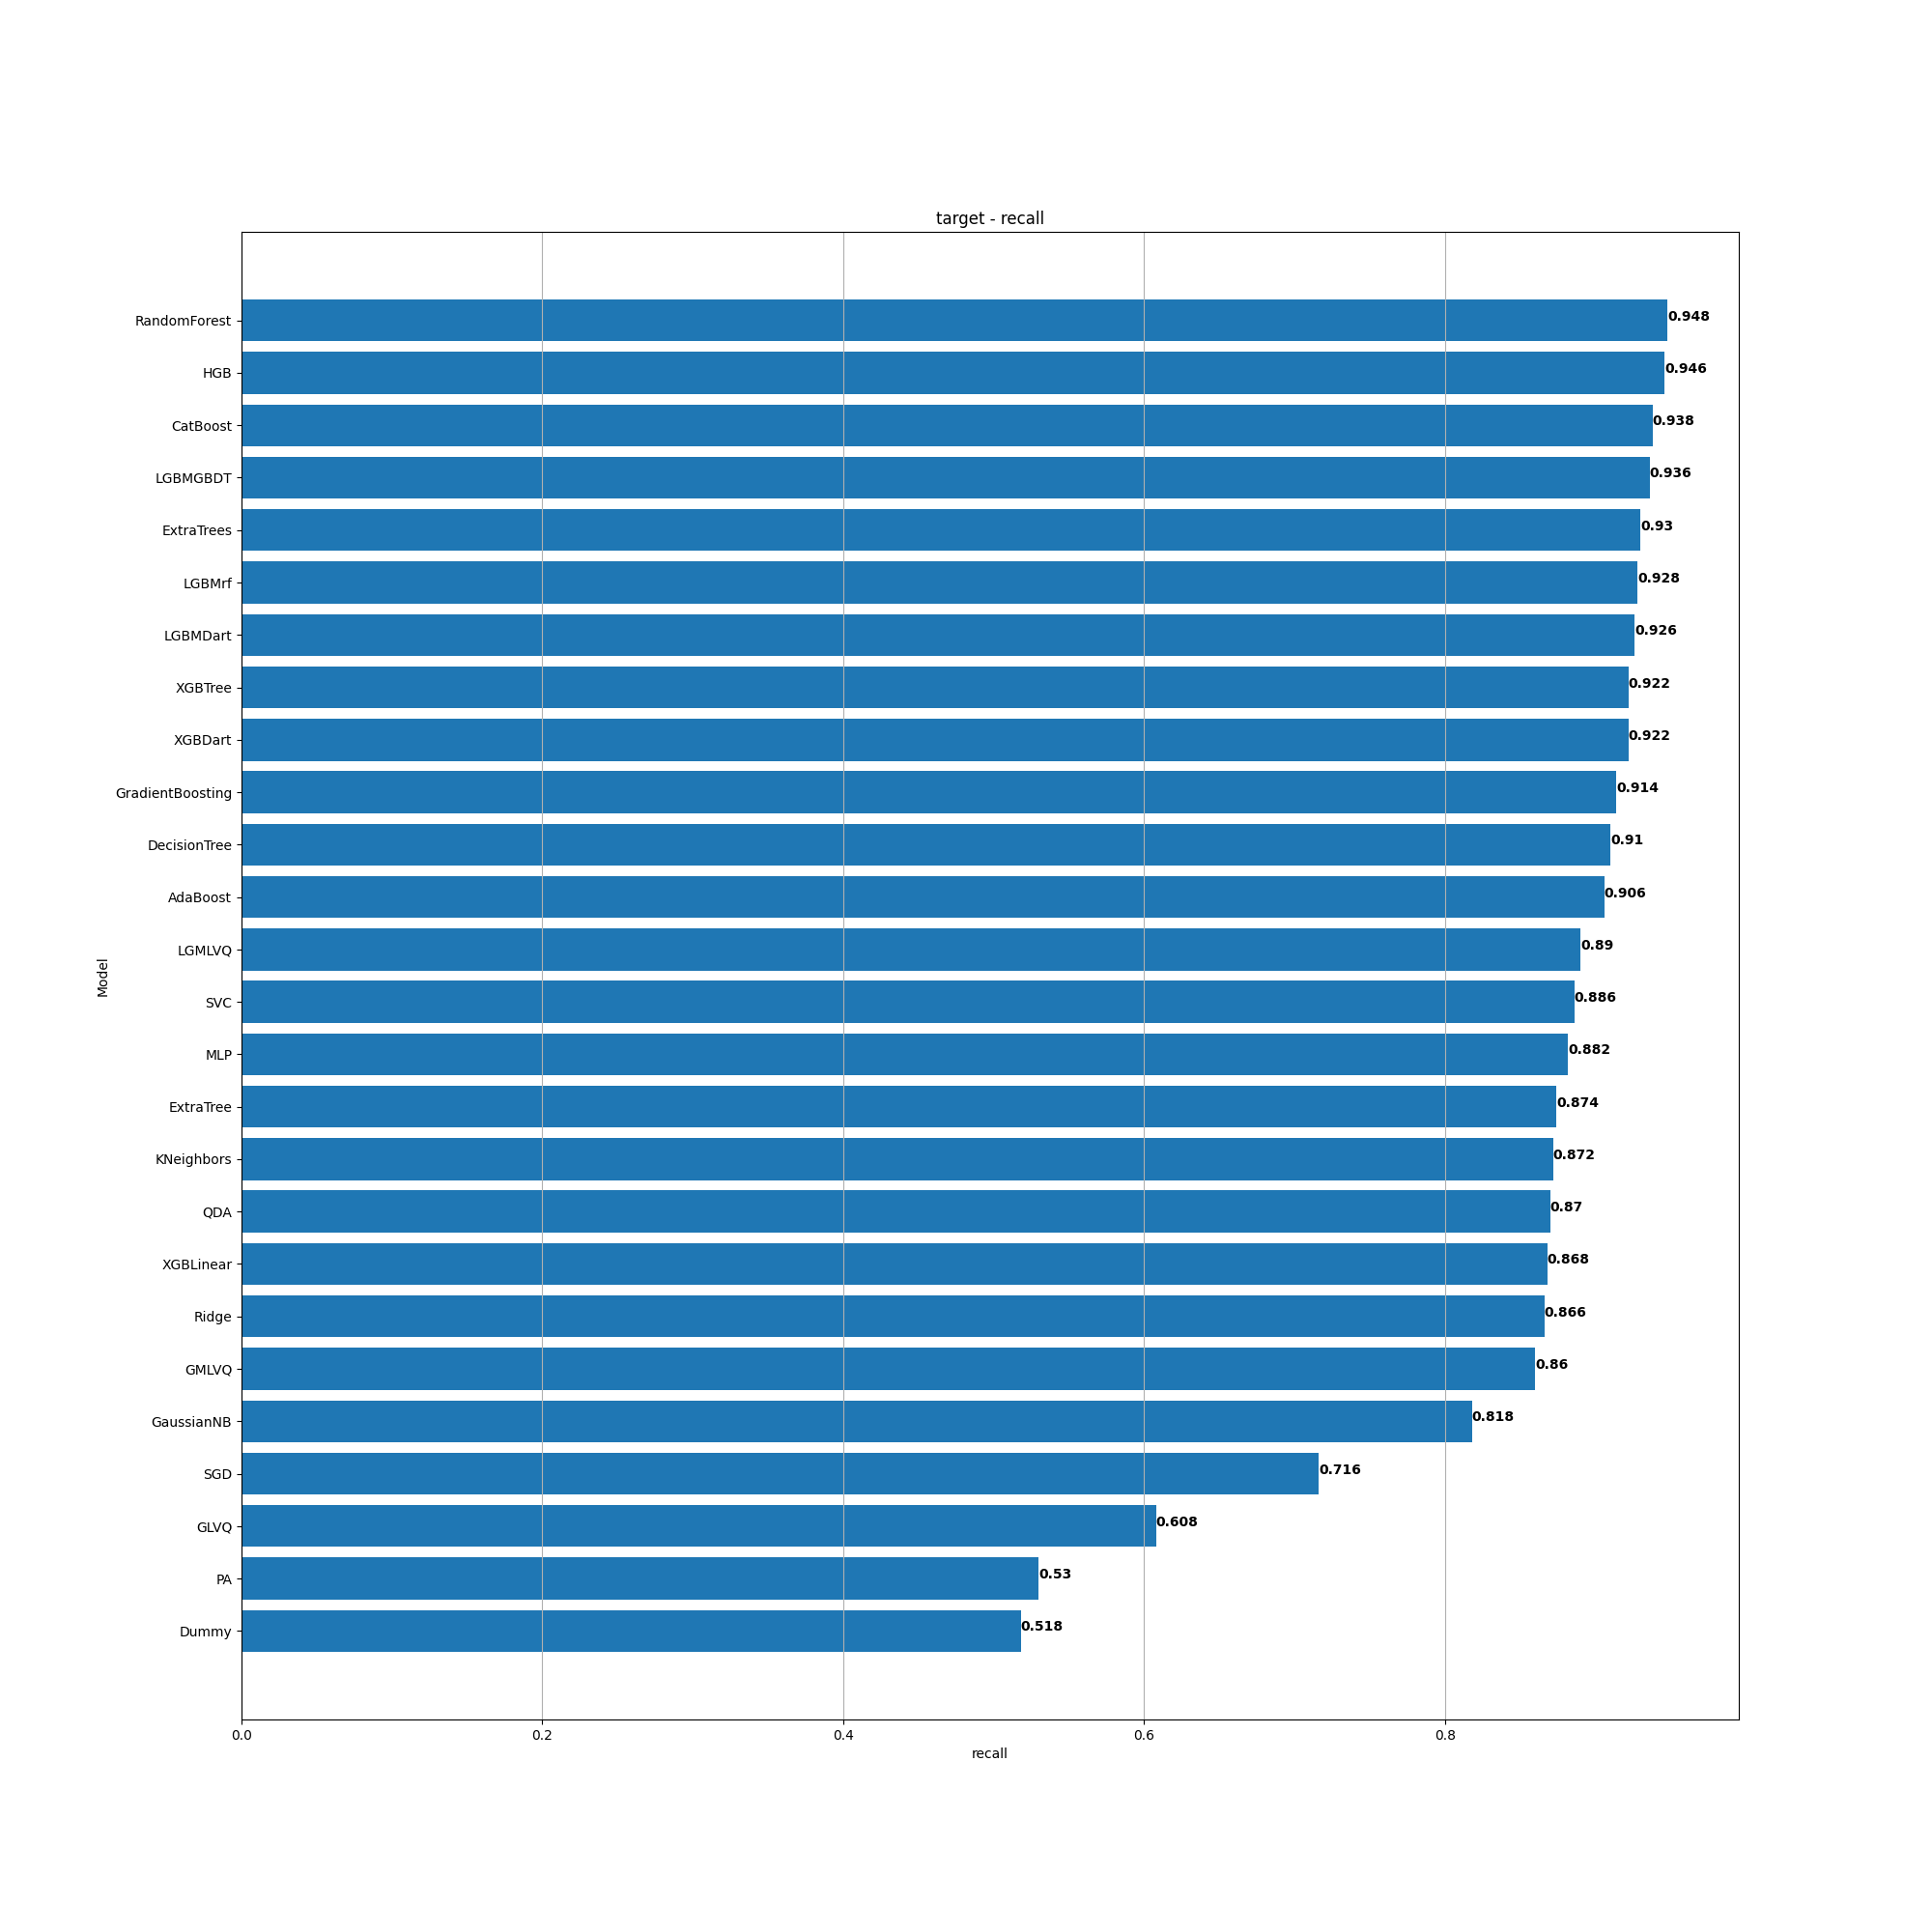 target - recall
RandomForest 0.948
HGB 0.946
CatBoost 0.938
LGBMGBDT 0.936
ExtraTrees 0.93
LGBMrf 0.928
LGBMDart 0.926
XGBTree 0.922
XGBDart 0.922
GradientBoosting 0.914
DecisionTree 0.91
AdaBoost 0.906
LGMLVQ 0.89
Model
SVC 0.886
MLP 0.882
ExtraTree 0.874
KNeighbors 0.872
QDA 0.87
XGBLinear 0.868
Ridge 0.866
GMLVQ 0.86
GaussianNB 0.818
SGD 0.716
GLVQ 0.608
PA 0.53
Dummy 0.518
0.0 0.2 0.4 0.6 0.8
recall